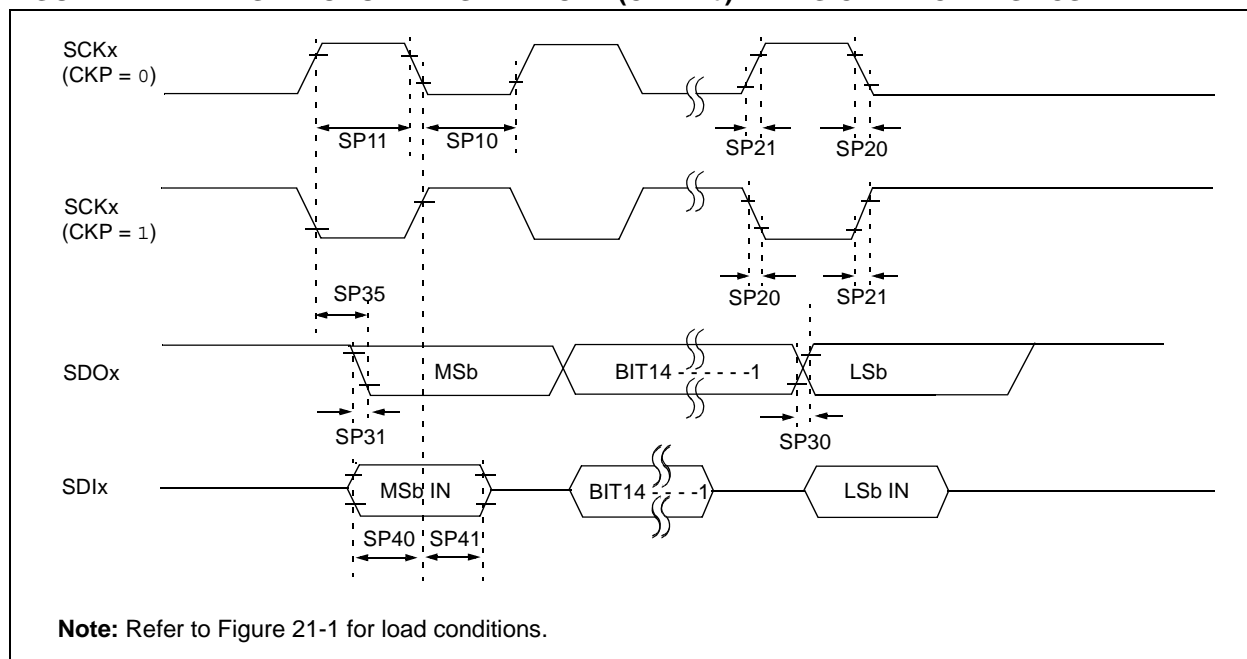 SCKx
(CKP = 0)
SP11
SP10
SP21
SP20
SCKx
(CKP = 1)
SP35
SP20
SP21
SDOx
MSb
BIT14 - - - - - -1
LSb
SP31
SP30
SDIx
MSb IN
BIT14 - - - -1
LSb IN
SP40
SP41
Note: Refer to Figure 21-1 for load conditions.